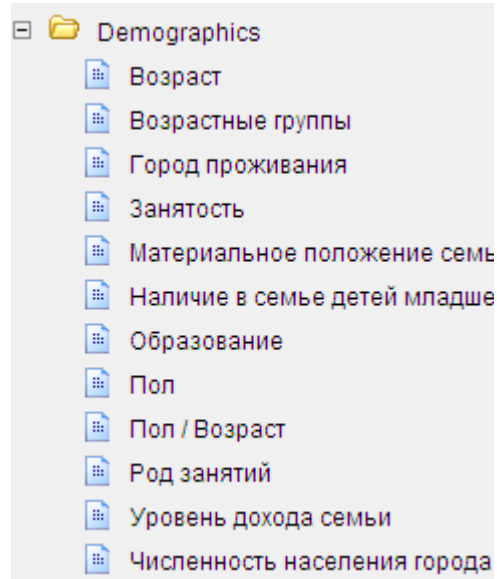 Demographics
Возраст
Возрастные группы
Город проживания
Занятость
Материальное положение семь
Наличие в семье детей младше
Образование
Пол
Пол / Возраст
Род занятий
Уровень дохода семьи
Численность населения города